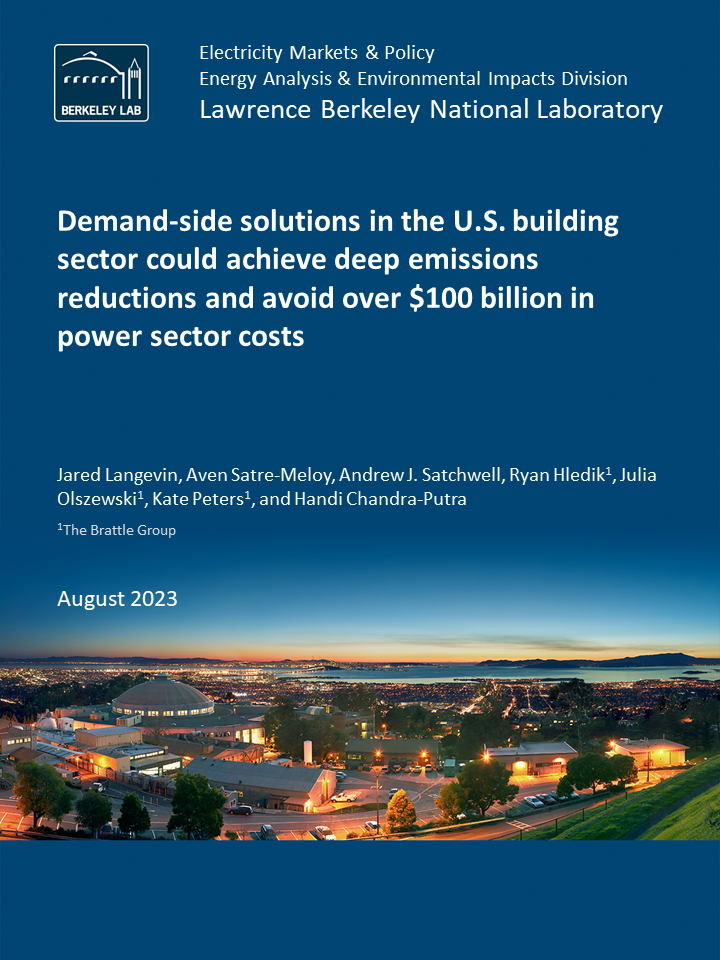 BERKELEY LAB
Electricity Markets & Policy
Energy Analysis & Environmental Impacts Division
Lawrence Berkeley National Laboratory
Demand-side solutions in the U.S. building
sector could achieve deep emissions
reductions and avoid over $100 billion in
power sector costs
Jared Langevin, Aven Satre-Meloy, Andrew J. Satchwell, Ryan Hledik¹, Julia
Olszewski¹, Kate Peters¹, and Handi Chandra-Putra
¹The Brattle Group
August 2023